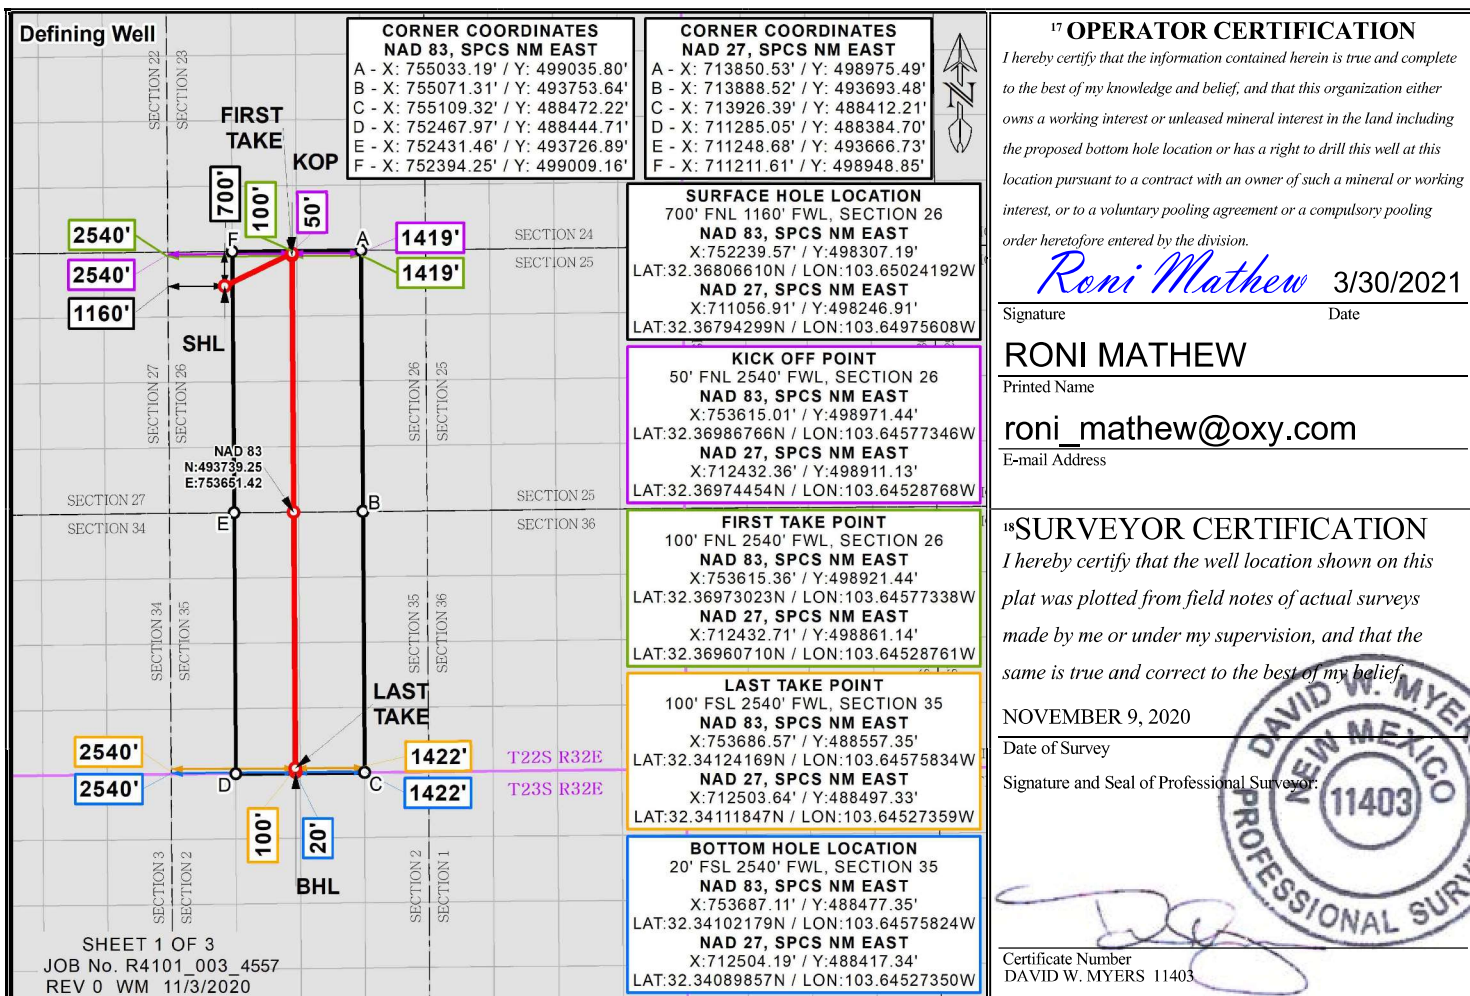 Defining Well
SECTION 22
SECTION 23
FIRST
TAKE
KOP
CORNER COORDINATES
NAD 83, SPCS NM EAST
A - X: 755033.19' / Y: 499035.80'
B - X: 755071.31' / Y: 493753.64'
C - X: 755109.32' / Y: 488472.22'
D - X: 752467.97' / Y: 488444.71'
E - X: 752431.46' / Y: 493726.89'
F - X: 752394.25' / Y: 499009.16'
CORNER COORDINATES
NAD 27, SPCS NM EAST
A - X: 713850.53' / Y: 498975.49'
B - X: 713888.52' / Y: 493693.48'
C - X: 713926.39' / Y: 488412.21'
D - X: 711285.05' / Y: 488384.70'
E - X: 711248.68' / Y: 493666.73'
F - X: 711211.61' / Y: 498948.85'
N
700'
100'
50'
2540'
2540'
1160'
F
A
1419'
1419'
SECTION 24
SECTION 25
SHL
SECTION 27
SECTION 26
SECTION 26
SECTION 25
NAD 83
N:493739.25
E:753651.42
SECTION 27
SECTION 34
E
B
SECTION 25
SECTION 36
SECTION 34
SECTION 35
SECTION 35
SECTION 36
LAST
TAKE
2540'
2540'
D
C
1422'
1422'
T22S R32E
T23S R32E
100'
20'
BHL
SECTION 3
SECTION 2
SECTION 2
SECTION 1
SHEET 1 OF 3
JOB No. R4101_003_4557
REV 0 WM 11/3/2020
SURFACE HOLE LOCATION
700' FNL 1160' FWL, SECTION 26
NAD 83, SPCS NM EAST
X:752239.57' / Y:498307.19'
LAT:32.36806610N / LON:103.65024192W
NAD 27, SPCS NM EAST
X:711056.91' / Y:498246.91'
LAT:32.36794299N / LON:103.64975608W
KICK OFF POINT
50' FNL 2540' FWL, SECTION 26
NAD 83, SPCS NM EAST
X:753615.01' / Y:498971.44'
LAT:32.36986766N / LON:103.64577346W
NAD 27, SPCS NM EAST
X:712432.36' / Y:498911.13'
LAT:32.36974454N / LON:103.64528768W
FIRST TAKE POINT
100' FNL 2540' FWL, SECTION 26
NAD 83, SPCS NM EAST
X:753615.36' / Y:498921.44'
LAT:32.36973023N / LON:103.64577338W
NAD 27, SPCS NM EAST
X:712432.71' / Y:498861.14'
LAT:32.36960710N / LON:103.64528761W
LAST TAKE POINT
100' FSL 2540' FWL, SECTION 35
NAD 83, SPCS NM EAST
X:753686.57' / Y:488557.35'
LAT:32.34124169N / LON:103.64575834W
NAD 27, SPCS NM EAST
X:712503.64' / Y:488497.33'
LAT:32.34111847N / LON:103.64527359W
BOTTOM HOLE LOCATION
20' FSL 2540' FWL, SECTION 35
NAD 83, SPCS NM EAST
X:753687.11' / Y:488477.35'
LAT:32.34102179N / LON:103.64575824W
NAD 27, SPCS NM EAST
X:712504.19' / Y:488417.34'
LAT:32.34089857N / LON:103.64527350W
17 OPERATOR CERTIFICATION
I hereby certify that the information contained herein is true and complete
to the best of my knowledge and belief, and that this organization either
owns a working interest or unleased mineral interest in the land including
the proposed bottom hole location or has a right to drill this well at this
location pursuant to a contract with an owner of such a mineral or working
interest, or to a voluntary pooling agreement or a compulsory pooling
order heretofore entered by the division.
Roni Mathew 3/30/2021
Signature Date
RONI MATHEW
Printed Name
roni_mathew@oxy.com
E-mail Address
18 SURVEYOR CERTIFICATION
I hereby certify that the well location shown on this
plat was plotted from field notes of actual surveys
made by me or under my supervision, and that the
same is true and correct to the best of my belief.
NOVEMBER 9, 2020
Date of Survey
Signature and Seal of Professional Surveyor:
DAVID W. MYERS
NEW MEXICO
11403
PROFESSIONAL SURV
Certificate Number
DAVID W. MYERS 11403